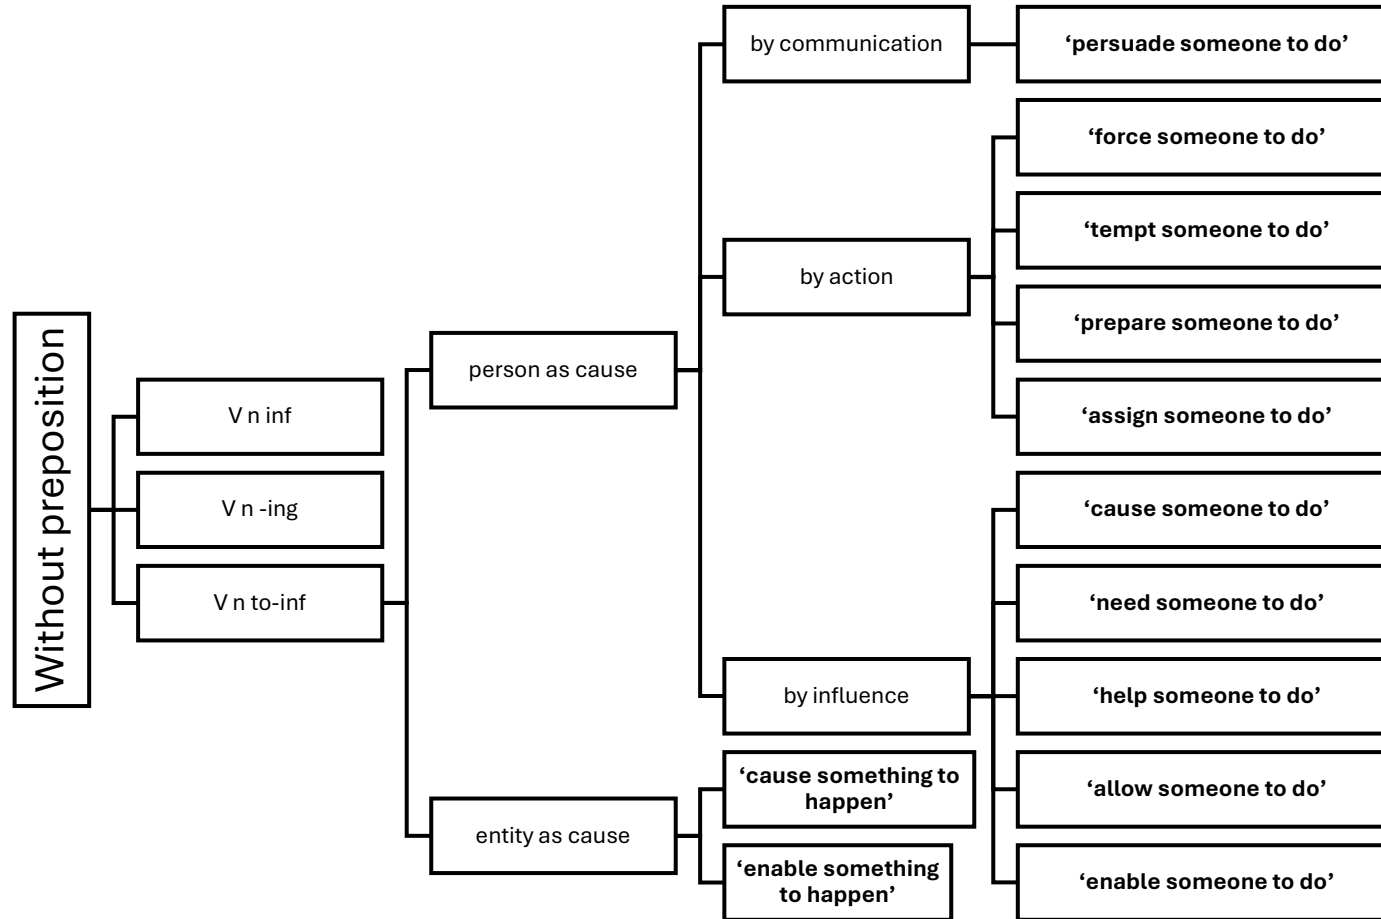 Without preposition
V n inf
V n -ing
V n to-inf
person as cause
entity as cause
by communication
by action
by influence
‘cause something to
happen’
‘enable something
to happen’
‘persuade someone to do’
‘force someone to do’
‘tempt someone to do’
‘prepare someone to do’
‘assign someone to do’
‘cause someone to do’
‘need someone to do’
‘help someone to do’
‘allow someone to do’
‘enable someone to do’